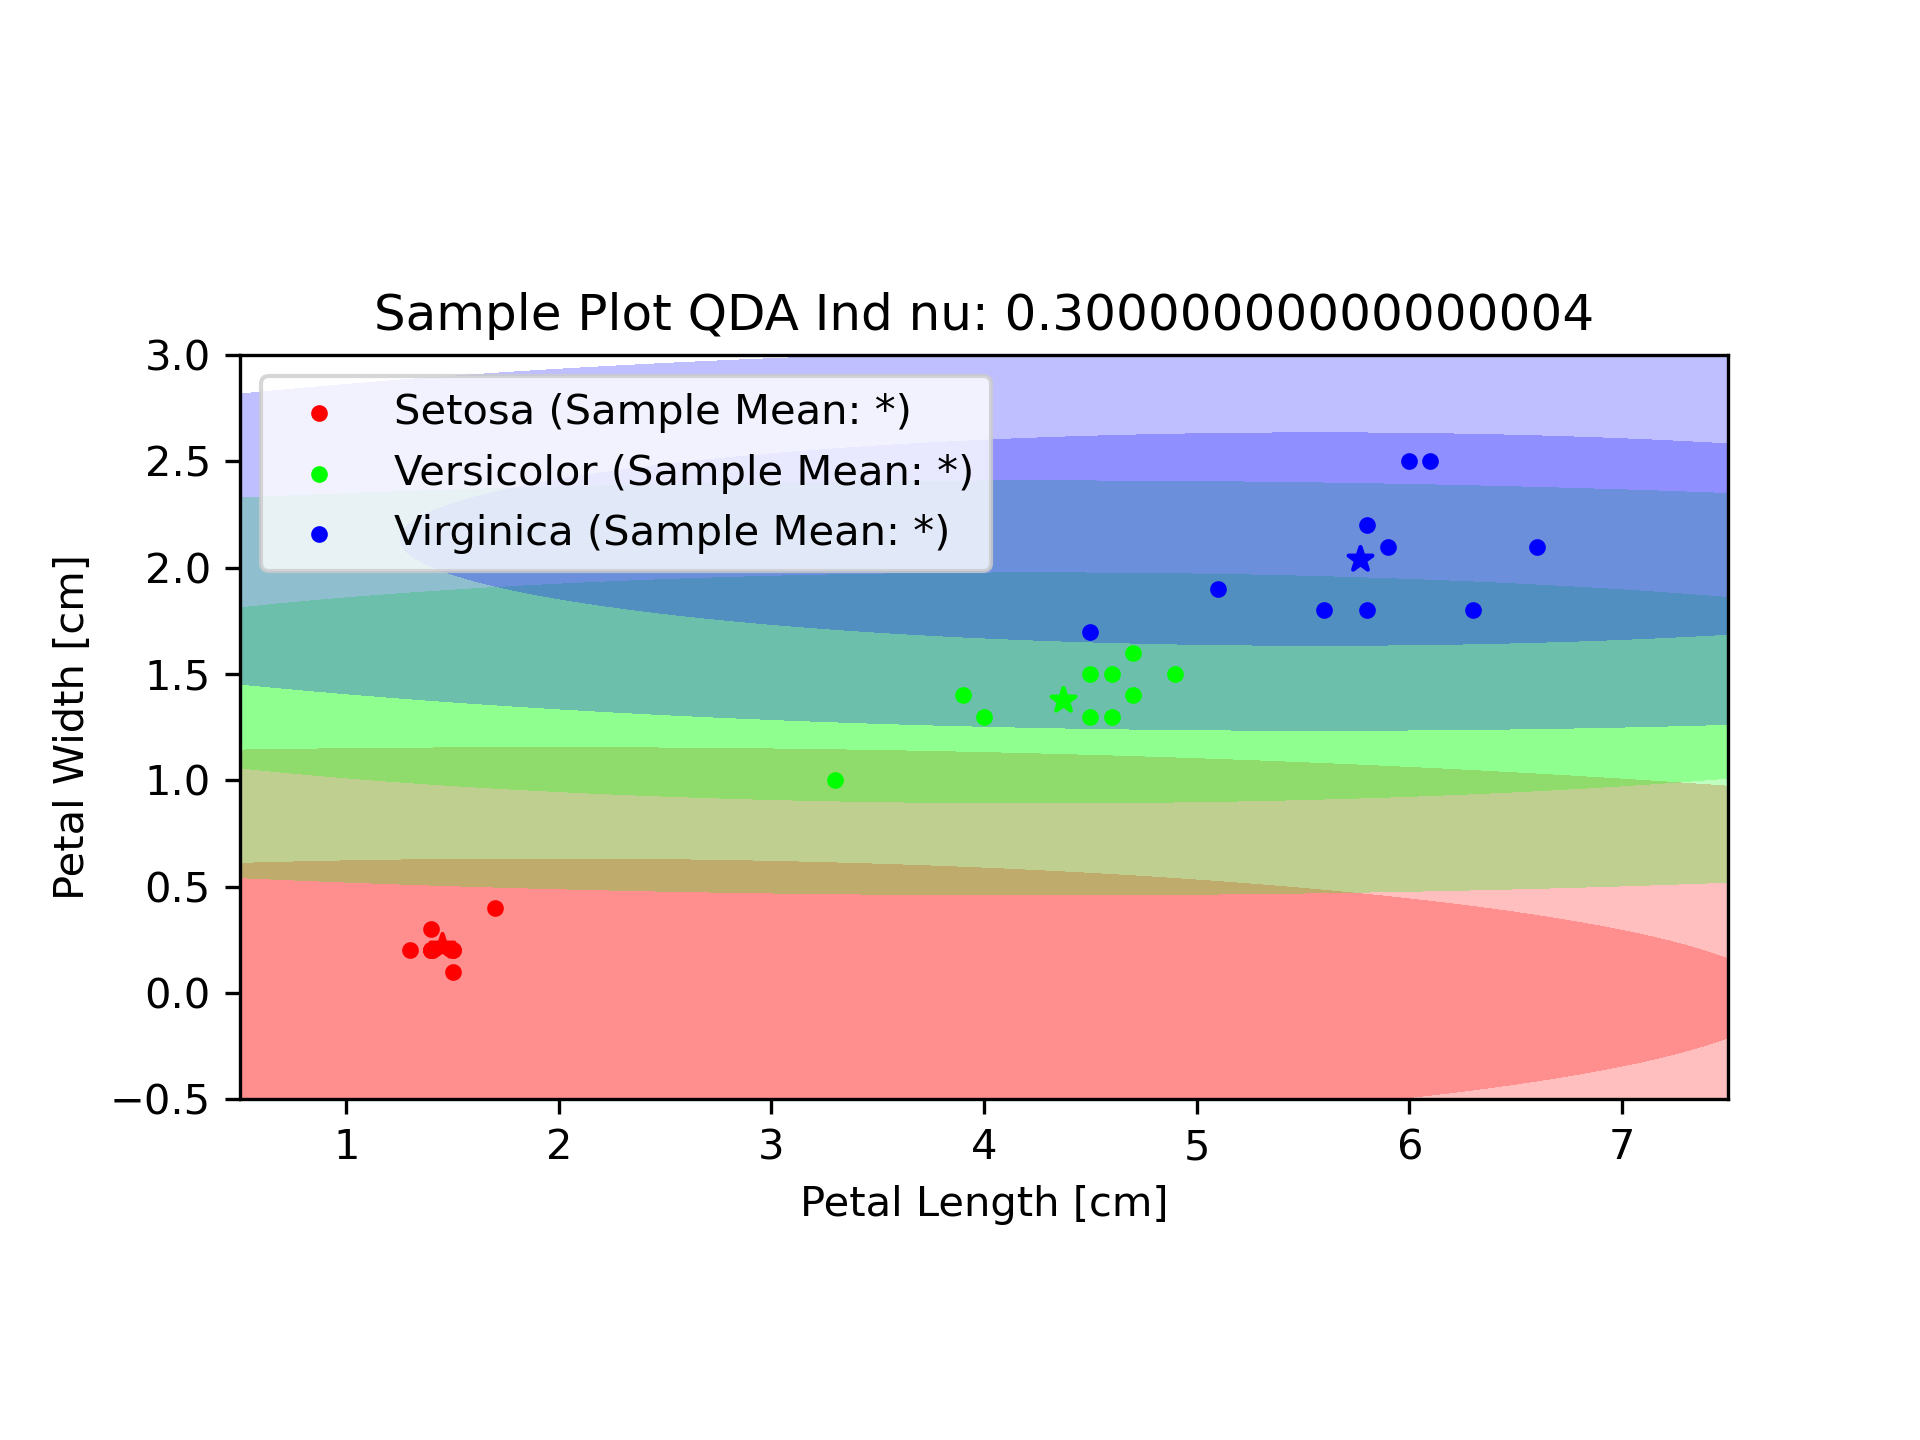 Sample Plot QDA Ind nu: 0.30000000000000004
Setosa (Sample Mean: *)
Versicolor (Sample Mean: *)
Virginica (Sample Mean: *)
3.0
2.5
2.0
1.5
1.0
0.5
0.0
−0.5
Petal Width [cm]
1 2 3 4 5 6 7
Petal Length [cm]